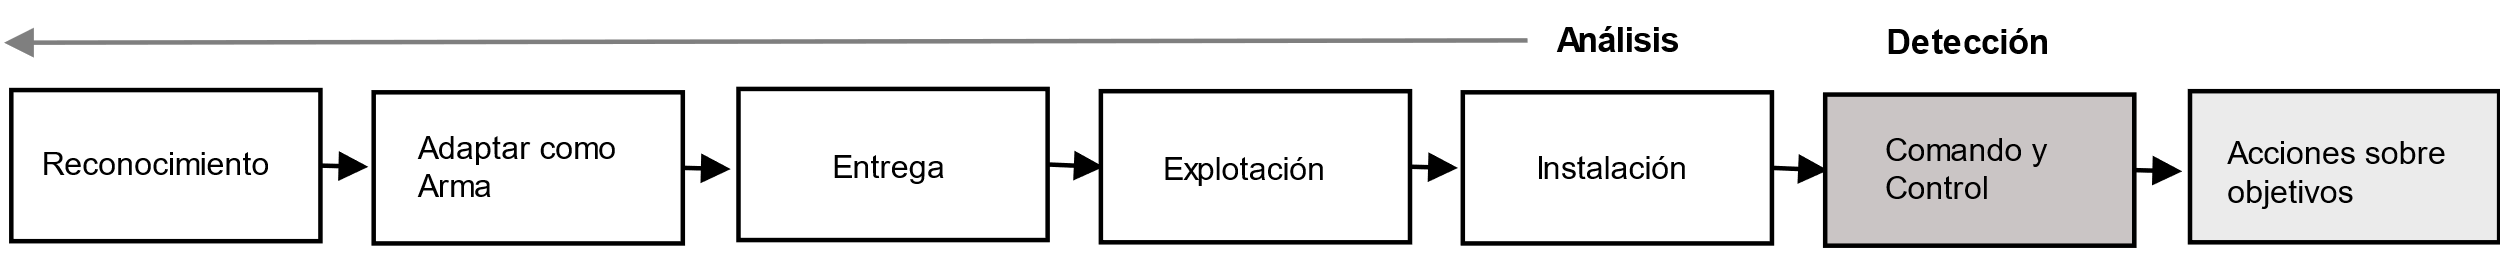 Análisis
Detección
Reconocimiento
Adaptar como
Arma
Entrega
Explotación
Instalación
Comando y
Control
Acciones sobre
objetivos